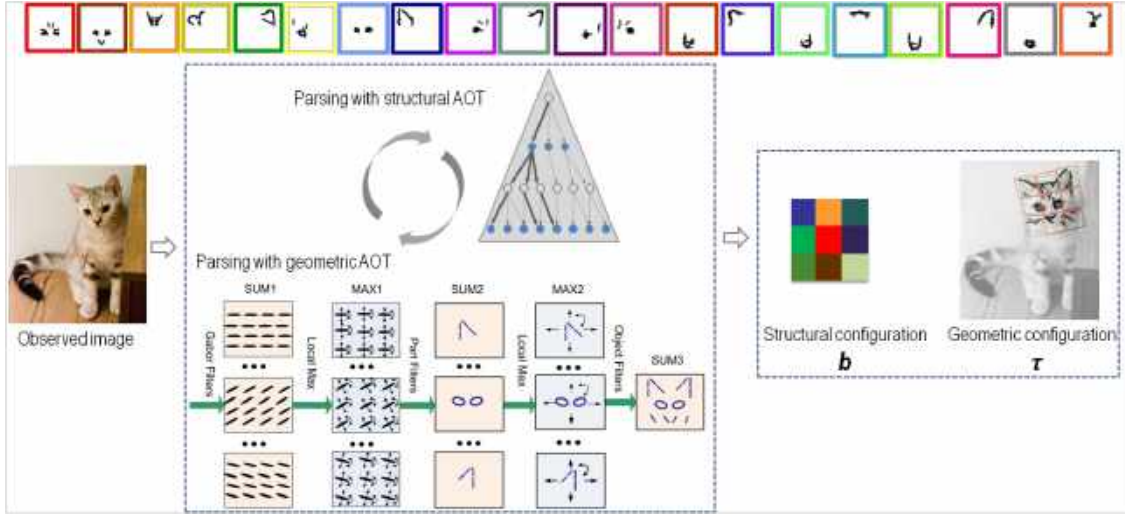 Parsing with structural AOT
Parsing with geometric AOT
Observed image
SUM1
MAX1
SUM2
MAX2
SUM3
Gabor Filters
Local Max
Part Filters
Local Max
Object Filters
Structural configuration
b
Geometric configuration
τ